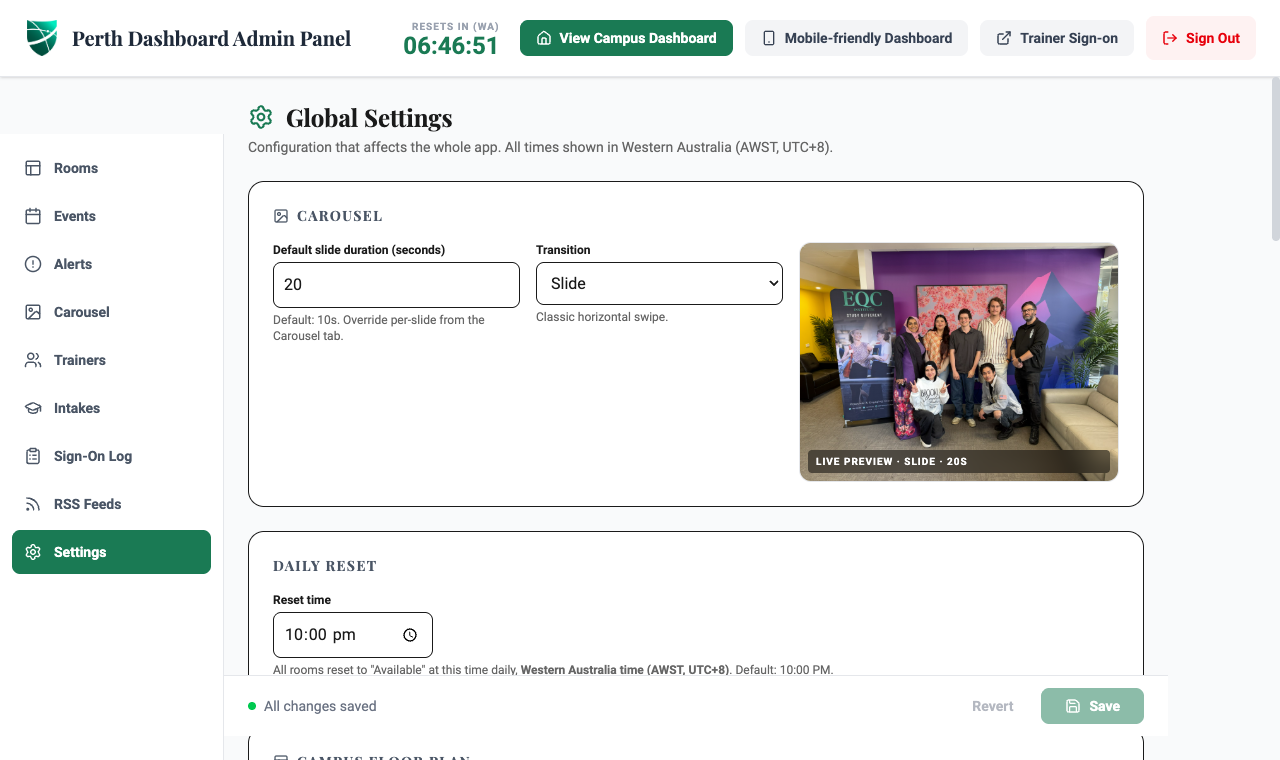 Perth Dashboard Admin Panel
RESETS IN (WA)
06:46:51
View Campus Dashboard
Mobile-friendly Dashboard
Trainer Sign-on
Sign Out
Rooms
Events
Alerts
Carousel
Trainers
Intakes
Sign-On Log
RSS Feeds
Settings
Global Settings
Configuration that affects the whole app. All times shown in Western Australia (AWST, UTC+8).
CAROUSEL
Default slide duration (seconds)
20
Default: 10s. Override per-slide from the
Carousel tab.
Transition
Slide
Classic horizontal swipe.
EQC
STUDY DIFFERENT
LIVE PREVIEW · SLIDE · 20S
DAILY RESET
Reset time
10:00 pm
All rooms reset to "Available" at this time daily, Western Australia time (AWST, UTC+8). Default: 10:00 PM.
All changes saved
Revert
Save
CAMPUS FLOOR PLAN